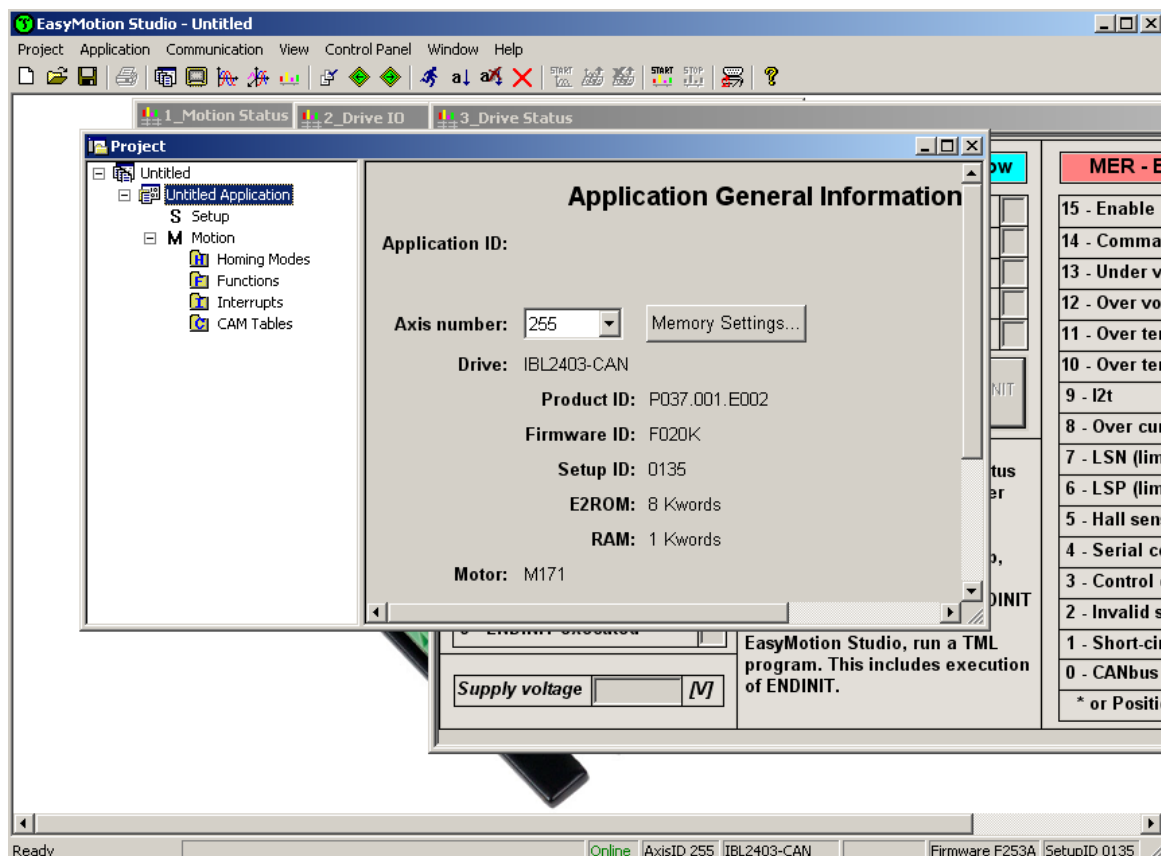 EasyMotion Studio - Untitled
Project Application Communication View Control Panel Window Help
START START STOP
1_Motion Status 2_Drive IO 3_Drive Status
Project
Untitled
Untitled Application
S Setup
M Motion
H Homing Modes
F Functions
I Interrupts
C CAM Tables
Application General Information
Application ID:
Axis number: 255 Memory Settings...
Drive: IBL2403-CAN
Product ID: P037.001.E002
Firmware ID: F020K
Setup ID: 0135
E2ROM: 8 Kwords
RAM: 1 Kwords
Motor: M171
MER - E
15 - Enable
14 - Comma
13 - Under v
12 - Over vo
11 - Over ter
10 - Over ter
9 - I2t
8 - Over cur
7 - LSN (lim
6 - LSP (lim
5 - Hall sen
4 - Serial c
3 - Control
2 - Invalid s
1 - Short-ci
0 - CANbus
* or Positi
EasyMotion Studio, run a TML
program. This includes execution
of ENDINIT.
Supply voltage [V]
Ready Online AxisID 255 IBL2403-CAN Firmware F253A SetupID 0135